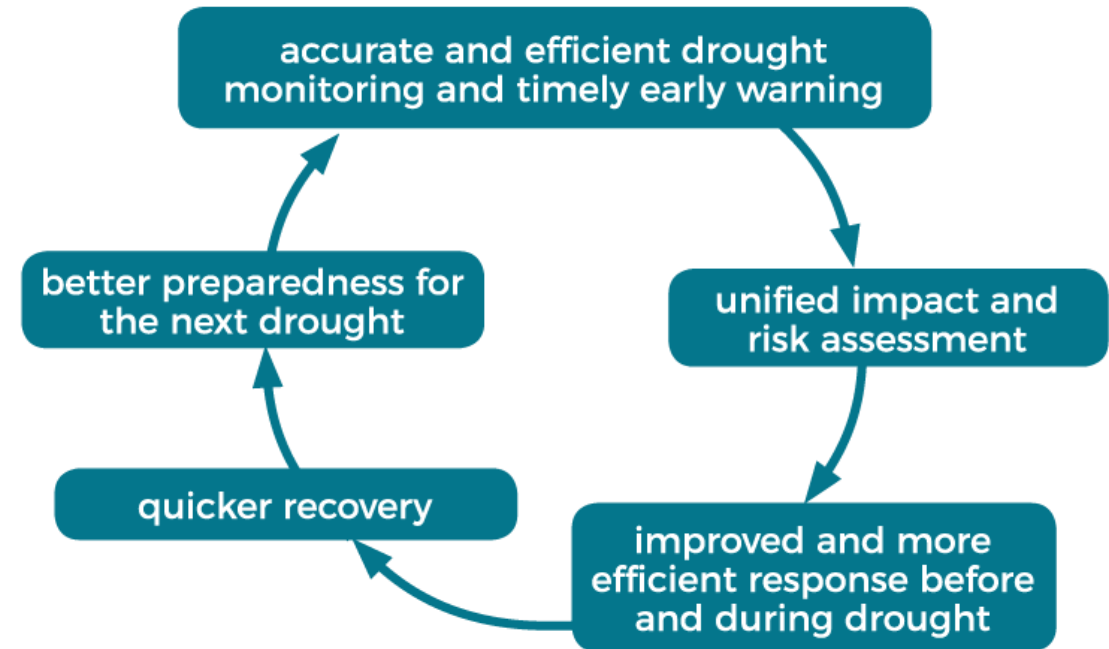 accurate and efficient drought
monitoring and timely early warning
unified impact and
risk assessment
improved and more
efficient response before
and during drought
quicker recovery
better preparedness for
the next drought